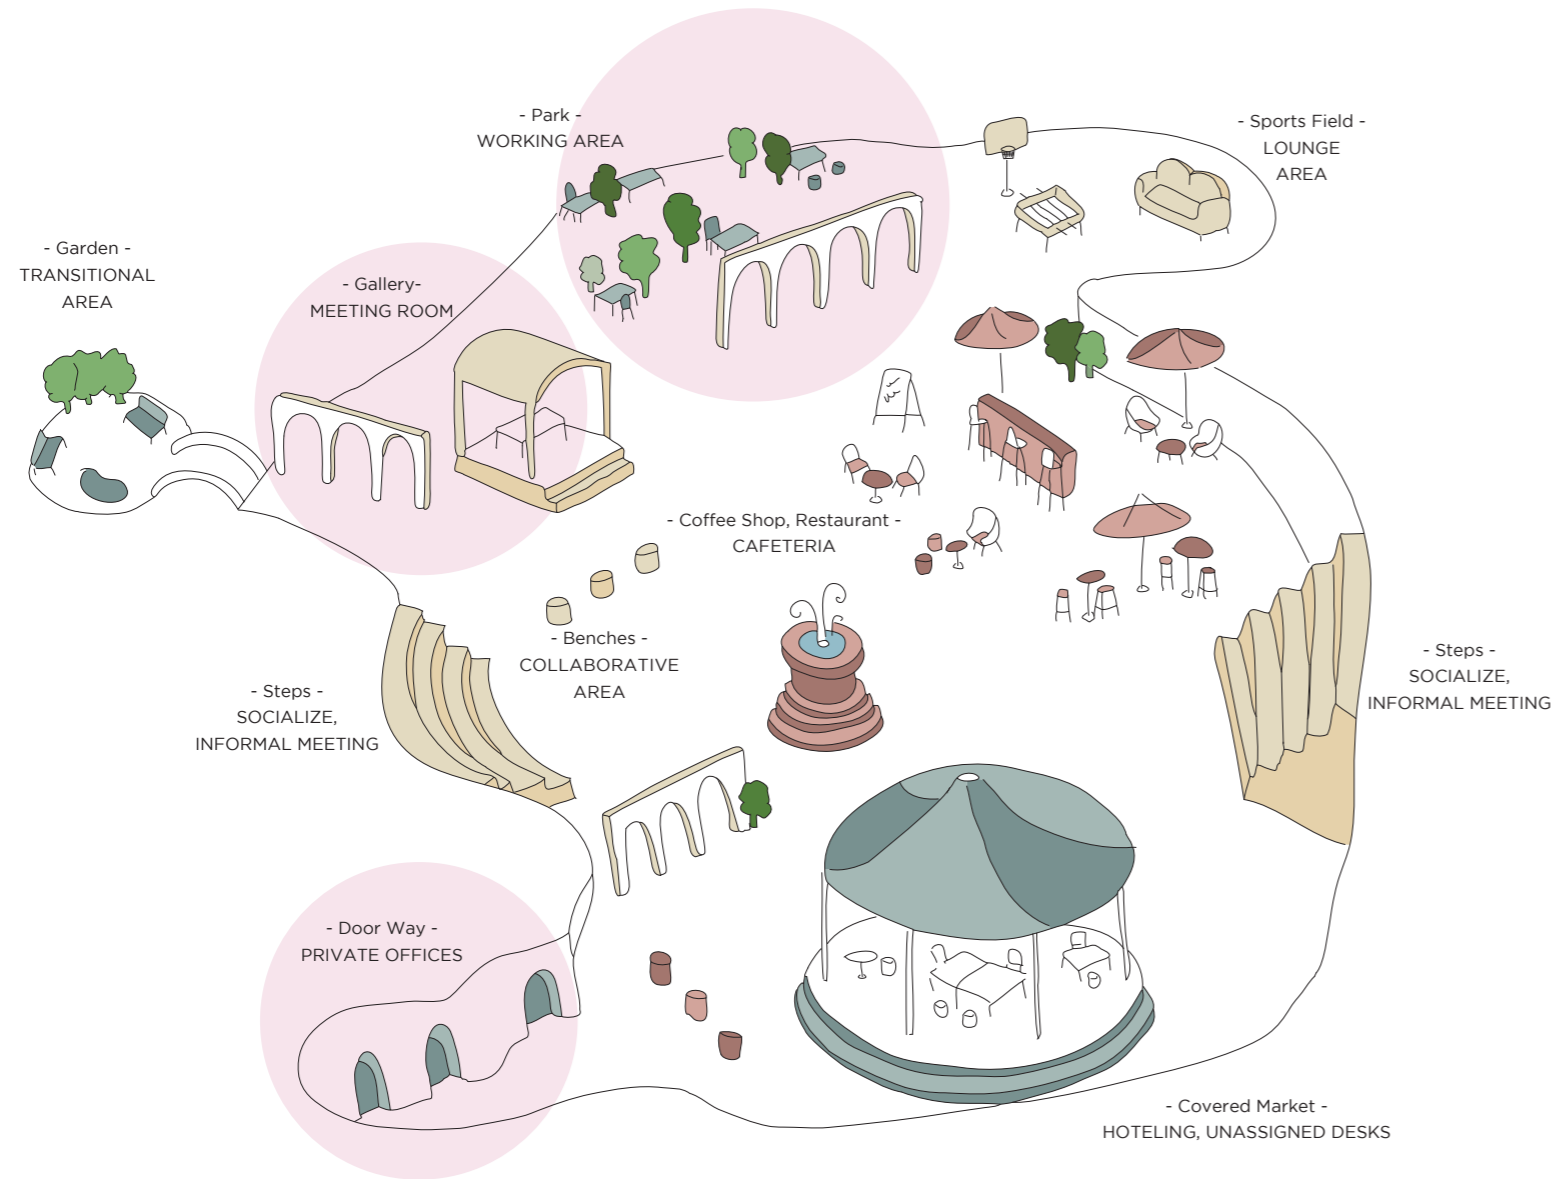 - Park -
WORKING AREA
- Sports Field -
LOUNGE
AREA
- Garden -
TRANSITIONAL
AREA
- Gallery-
MEETING ROOM
- Coffee Shop, Restaurant -
CAFETERIA
- Benches -
COLLABORATIVE
AREA
- Steps -
SOCIALIZE,
INFORMAL MEETING
- Steps -
SOCIALIZE,
INFORMAL MEETING
- Door Way -
PRIVATE OFFICES
- Covered Market -
HOTELING, UNASSIGNED DESKS